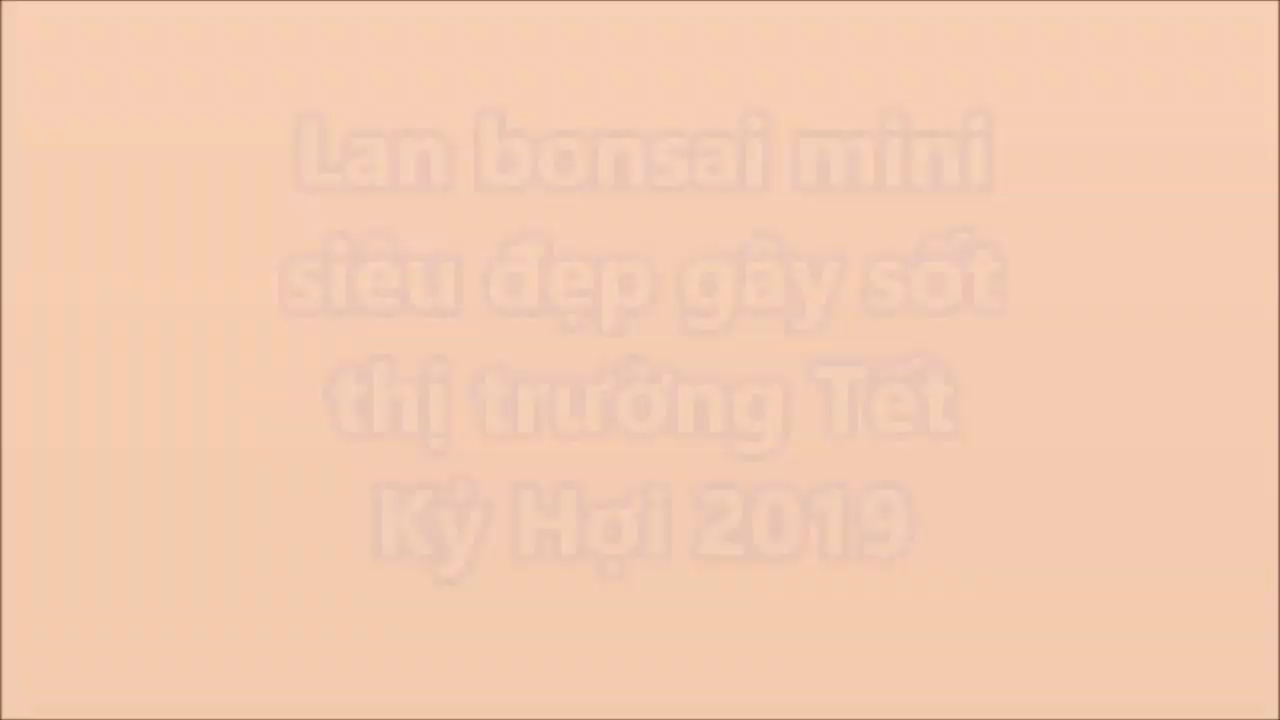 Lan bonsai mini
siêu đẹp gây sốt
thị trường Tết
Kỷ Hợi 2019